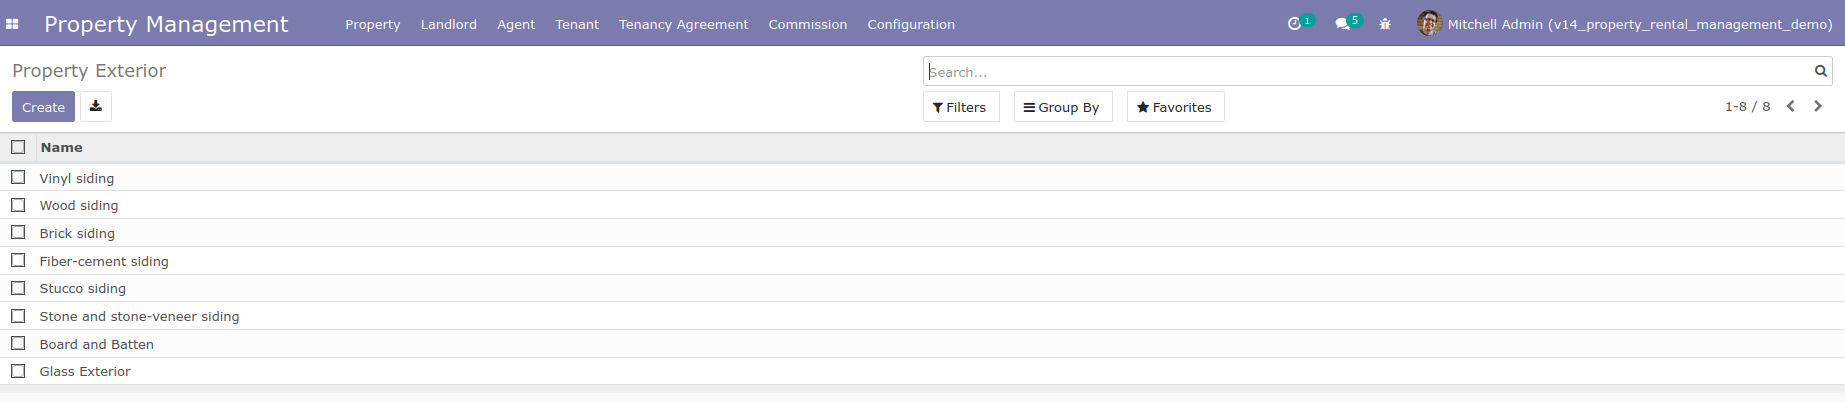 Property Management Property Landlord Agent Tenant Tenancy Agreement Commission Configuration 1 5 Mitchell Admin (v14_property_rental_management_demo)
Property Exterior Search...
Create Filters Group By Favorites 1-8 / 8
Name
Vinyl siding
Wood siding
Brick siding
Fiber-cement siding
Stucco siding
Stone and stone-veneer siding
Board and Batten
Glass Exterior